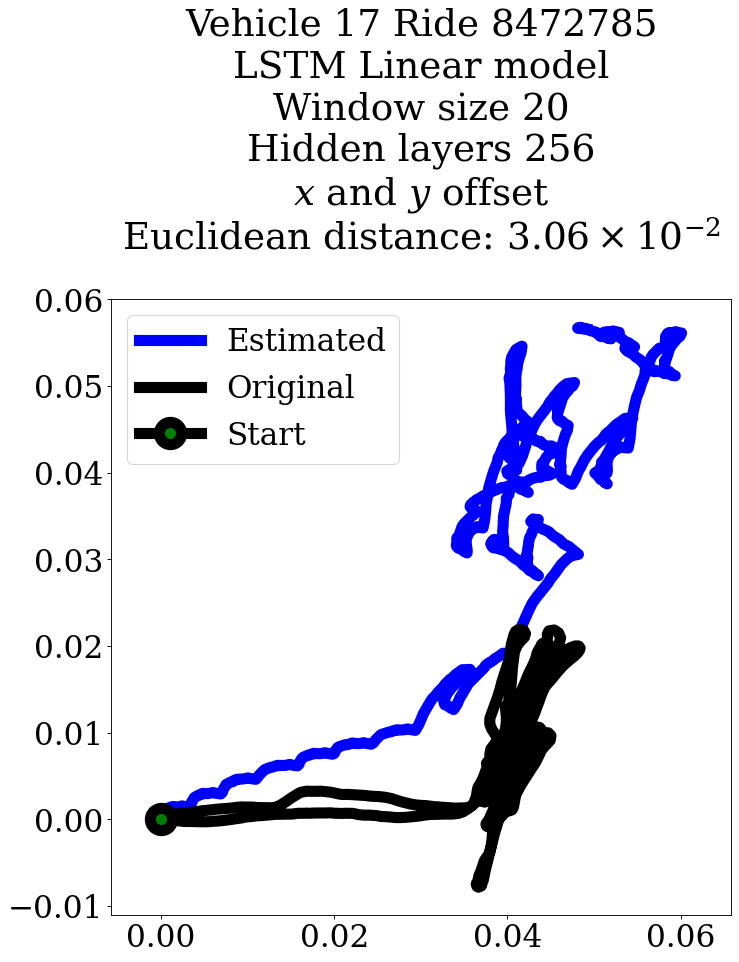 Vehicle 17 Ride 8472785
LSTM Linear model
Window size 20
Hidden layers 256
x and y offset
Euclidean distance: 3.06 × 10⁻²
0.06
Estimated
Original
Start
0.05
0.04
0.03
0.02
0.01
0.00
−0.01
0.00 0.02 0.04 0.06